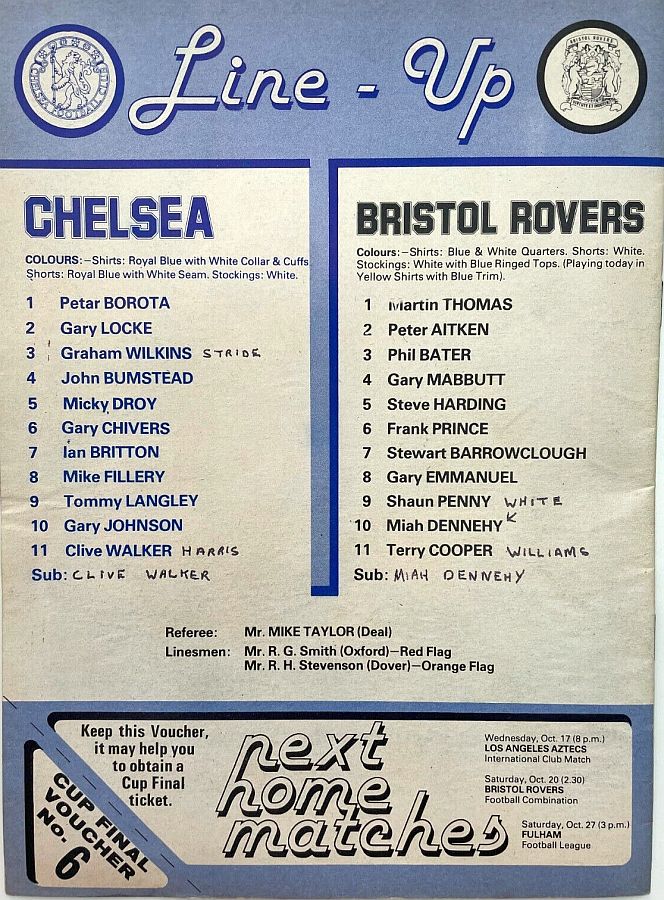 CHELSEA FOOTBALL CLUB
Line - Up
BRISTOL ROVERS
CHELSEA
COLOURS:—Shirts: Royal Blue with White Collar & Cuffs
Shorts: Royal Blue with White Seam. Stockings: White.
1 Petar BOROTA
2 Gary LOCKE
3 Graham WILKINS STRIDE
4 John BUMSTEAD
5 Micky DROY
6 Gary CHIVERS
7 Ian BRITTON
8 Mike FILLERY
9 Tommy LANGLEY
10 Gary JOHNSON
11 Clive WALKER HARRIS
Sub: CLIVE WALKER
BRISTOL ROVERS
Colours:—Shirts: Blue & White Quarters. Shorts: White.
Stockings: White with Blue Ringed Tops. (Playing today in
Yellow Shirts with Blue Trim).
1 Martin THOMAS
2 Peter AITKEN
3 Phil BATER
4 Gary MABBUTT
5 Steve HARDING
6 Frank PRINCE
7 Stewart BARROWCLOUGH
8 Gary EMMANUEL
9 Shaun PENNY WHITE
10 Miah DENNEHY
11 Terry COOPER WILLIAMS
Sub: MIAH DENNEHY
Referee: Mr. MIKE TAYLOR (Deal)
Linesmen: Mr. R. G. Smith (Oxford)—Red Flag
Mr. R. H. Stevenson (Dover)—Orange Flag
Keep this Voucher,
it may help you
to obtain a
Cup Final
ticket.
CUP FINAL
VOUCHER
No. 6
next
home
matches
Wednesday, Oct. 17 (8 p.m.)
LOS ANGELES AZTECS
International Club Match
Saturday, Oct. 20 (2.30)
BRISTOL ROVERS
Football Combination
Saturday, Oct. 27 (3 p.m.)
FULHAM
Football League